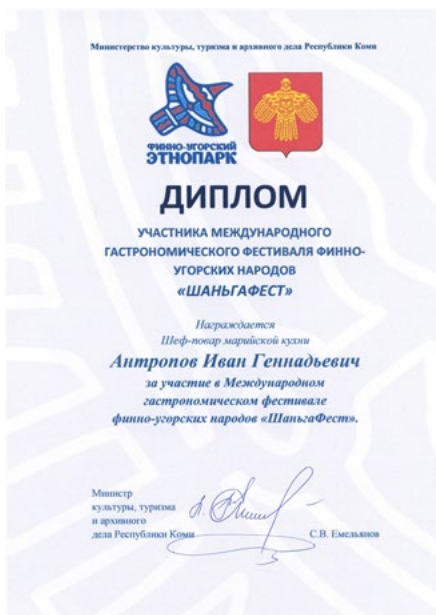 Министерство культуры, туризма и архивного дела Республики Коми
ФИННО-УГОРСКИЙ
ЭТНОПАРК
ДИПЛОМ
УЧАСТНИКА МЕЖДУНАРОДНОГО
ГАСТРОНОМИЧЕСКОГО ФЕСТИВАЛЯ ФИННО-
УГОРСКИХ НАРОДОВ
«ШАНЬГАФЕСТ»
Награждается
Шеф-повар марийской кухни
Антропов Иван Геннадьевич
за участие в Международном
гастрономическом фестивале
финно-угорских народов «ШаньгаФест».
Министр
культуры, туризма
и архивного
дела Республики Коми
С.В. Емельянов